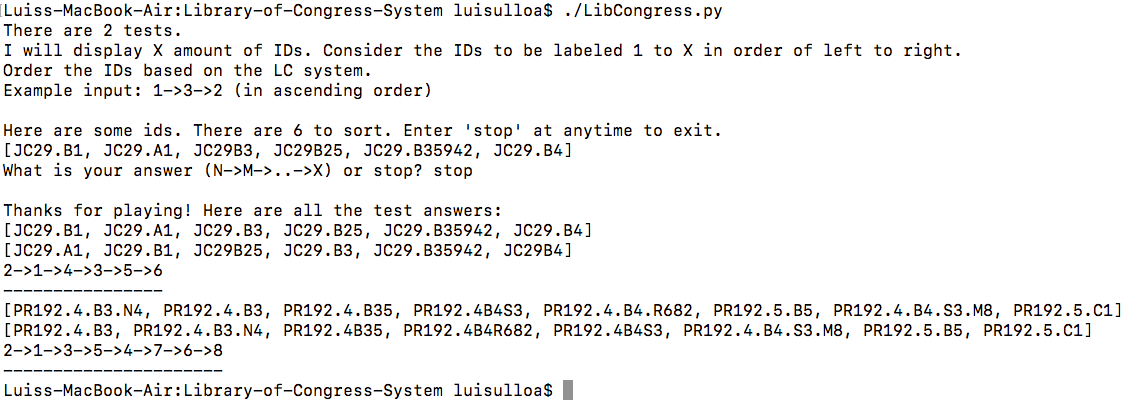 Luiss-MacBook-Air:Library-of-Congress-System luisulloa$ ./LibCongress.py
There are 2 tests.
I will display X amount of IDs. Consider the IDs to be labeled 1 to X in order of left to right.
Order the IDs based on the LC system.
Example input: 1->3->2 (in ascending order)
Here are some ids. There are 6 to sort. Enter 'stop' at anytime to exit.
[JC29.B1, JC29.A1, JC29B3, JC29B25, JC29.B35942, JC29.B4]
What is your answer (N->M->..->X) or stop? stop
Thanks for playing! Here are all the test answers:
[JC29.B1, JC29.A1, JC29.B3, JC29.B25, JC29.B35942, JC29.B4]
[JC29.A1, JC29.B1, JC29B25, JC29.B3, JC29.B35942, JC29B4]
2->1->4->3->5->6
----------------
[PR192.4.B3.N4, PR192.4.B3, PR192.4.B35, PR192.4B4S3, PR192.4.B4.R682, PR192.5.B5, PR192.4.B4.S3.M8, PR192.5.C1]
[PR192.4.B3, PR192.4.B3.N4, PR192.4B35, PR192.4B4R682, PR192.4B4S3, PR192.4.B4.S3.M8, PR192.5.B5, PR192.5.C1]
2->1->3->5->4->7->6->8
----------------------
Luiss-MacBook-Air:Library-of-Congress-System luisulloa$